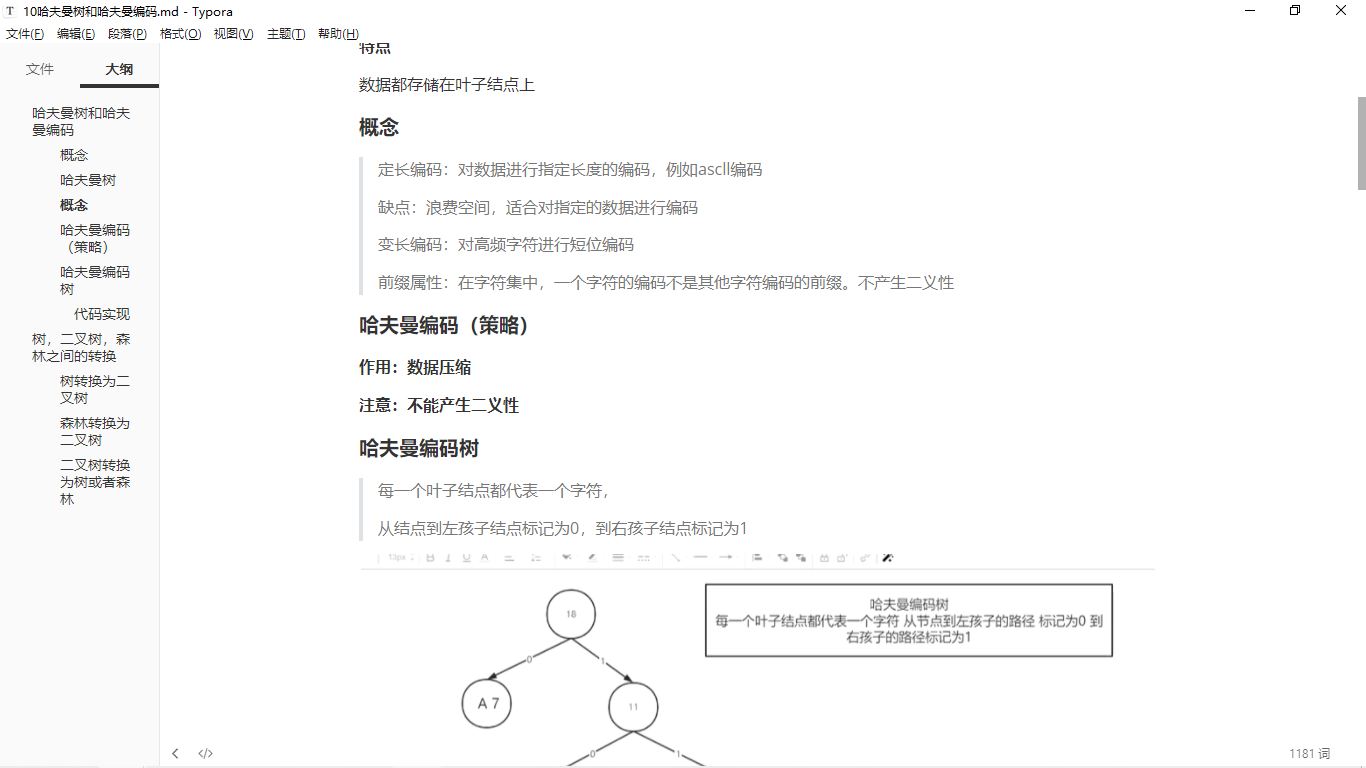 10哈夫曼树和哈夫曼编码.md - Typora
文件(F) 编辑(E) 段落(P) 格式(O) 视图(V) 主题(T) 帮助(H)
文件 大纲
哈夫曼树和哈夫
曼编码
概念
哈夫曼树
概念
哈夫曼编码
（策略）
哈夫曼编码
树
代码实现
树，二叉树，森
林之间的转换
树转换为二
叉树
森林转换为
二叉树
二叉树转换
为树或者森
林
特点
数据都存储在叶子结点上
概念
定长编码：对数据进行指定长度的编码，例如ascll编码
缺点：浪费空间，适合对指定的数据进行编码
变长编码：对高频字符进行短位编码
前缀属性：在字符集中，一个字符的编码不是其他字符编码的前缀。不产生二义性
哈夫曼编码（策略）
作用：数据压缩
注意：不能产生二义性
哈夫曼编码树
每一个叶子结点都代表一个字符，
从结点到左孩子结点标记为0，到右孩子结点标记为1
13px B I U A
哈夫曼编码树
每一个叶子结点都代表一个字符 从节点到左孩子的路径 标记为0 到
右孩子的路径标记为1
18
0 1
A 7
11
0 1
</> 1181 词